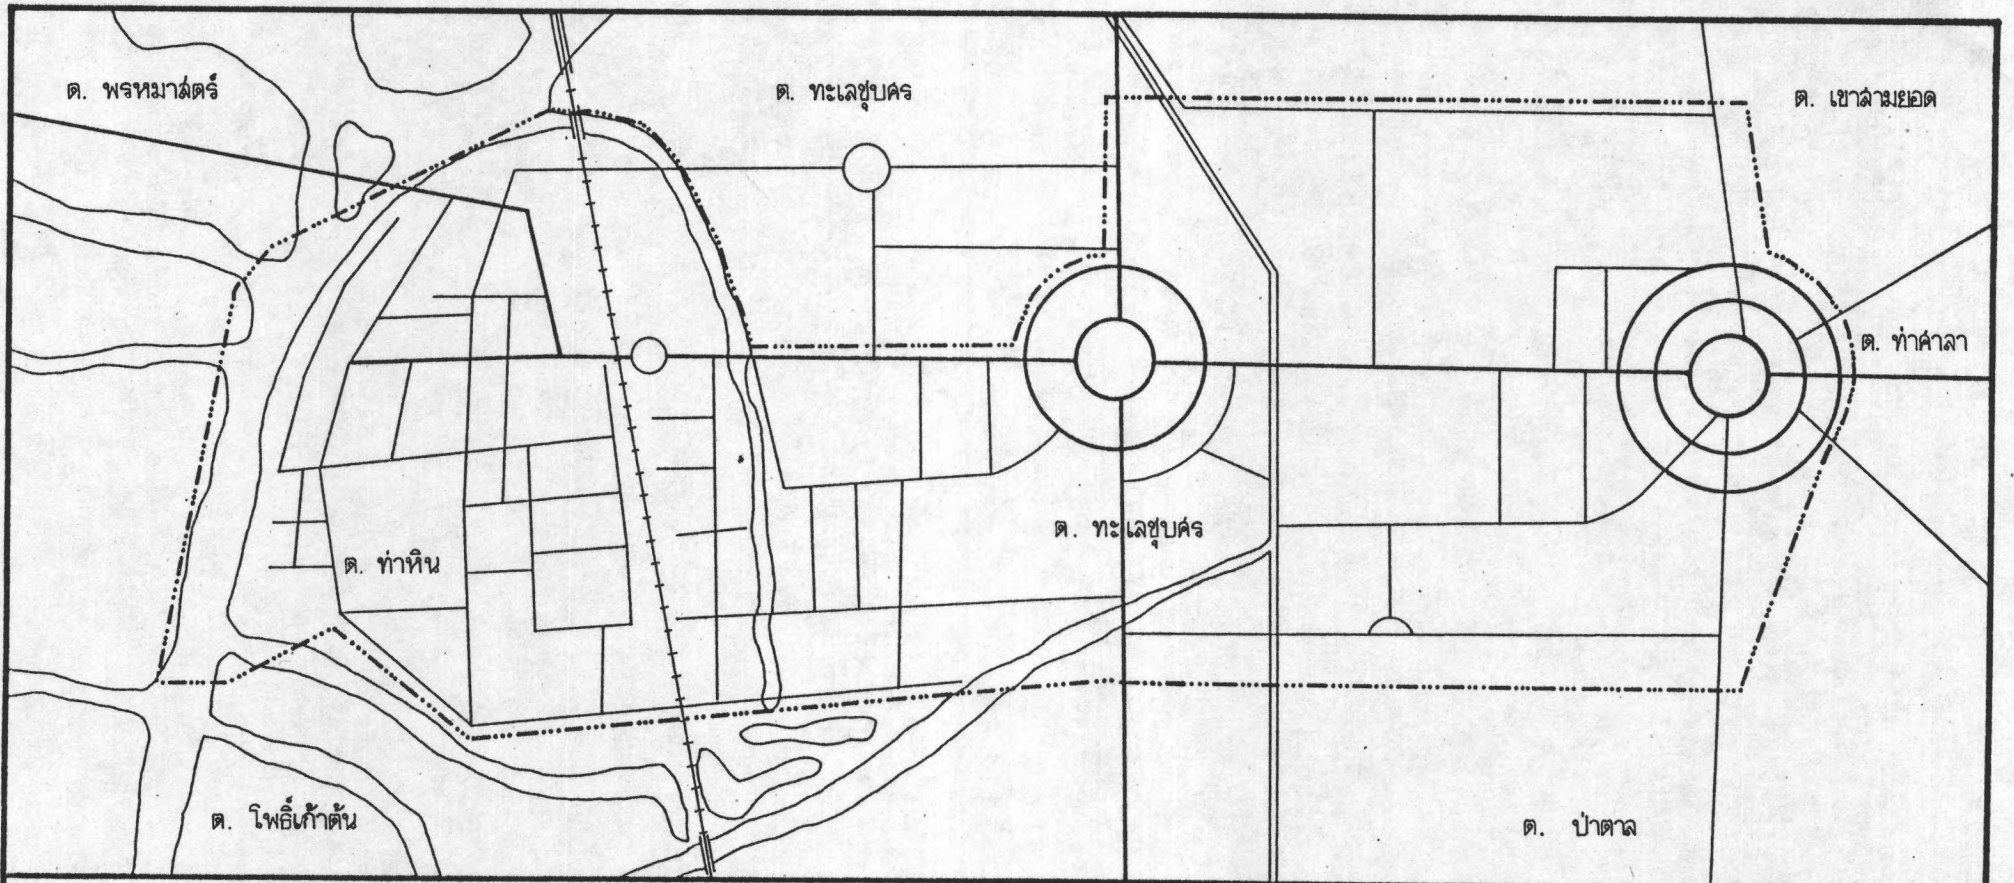 ต. พรหมาสตร์
ต. ทะเลชุบศร
ต. เขาสามยอด
ต. ท่าศาลา
ต. ทะเลชุบศร
ต. ท่าหิน
ต. โพธิ์เก้าต้น
ต. ป่าตาล